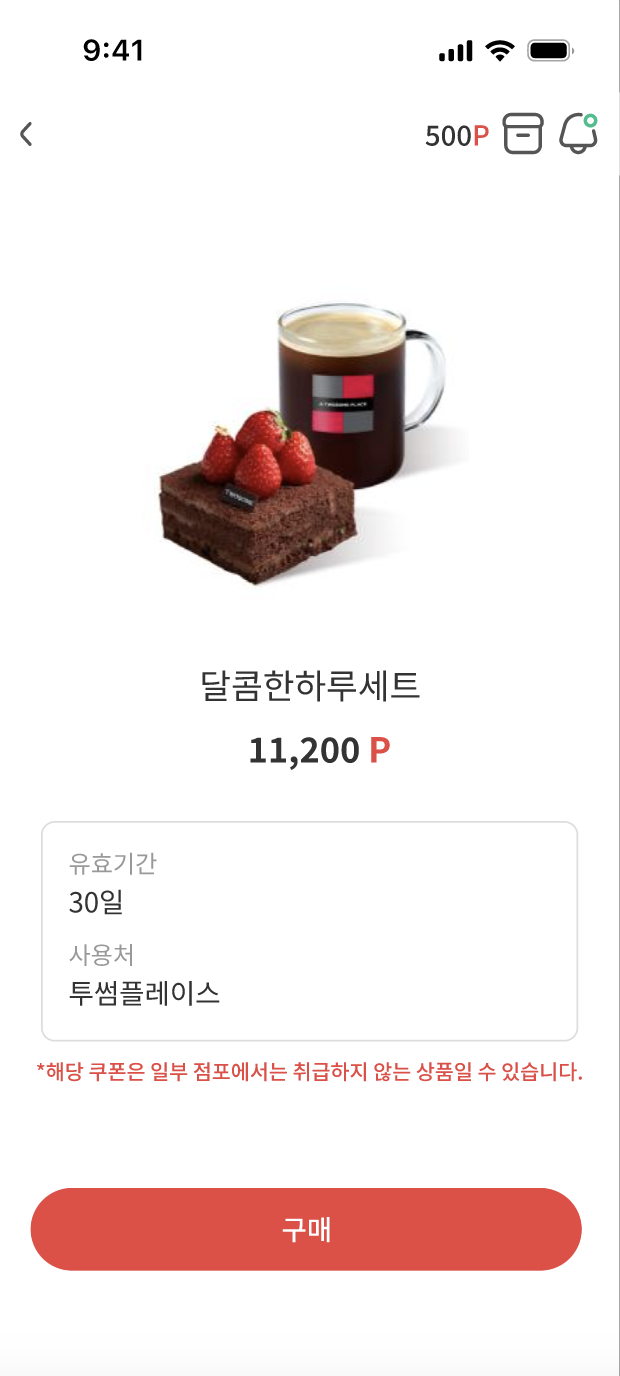 9:41
500P
A TWOSOME PLACE
달콤한하루세트
11,200 P
유효기간
30일
사용처
투썸플레이스
*해당 쿠폰은 일부 점포에서는 취급하지 않는 상품일 수 있습니다.
구매